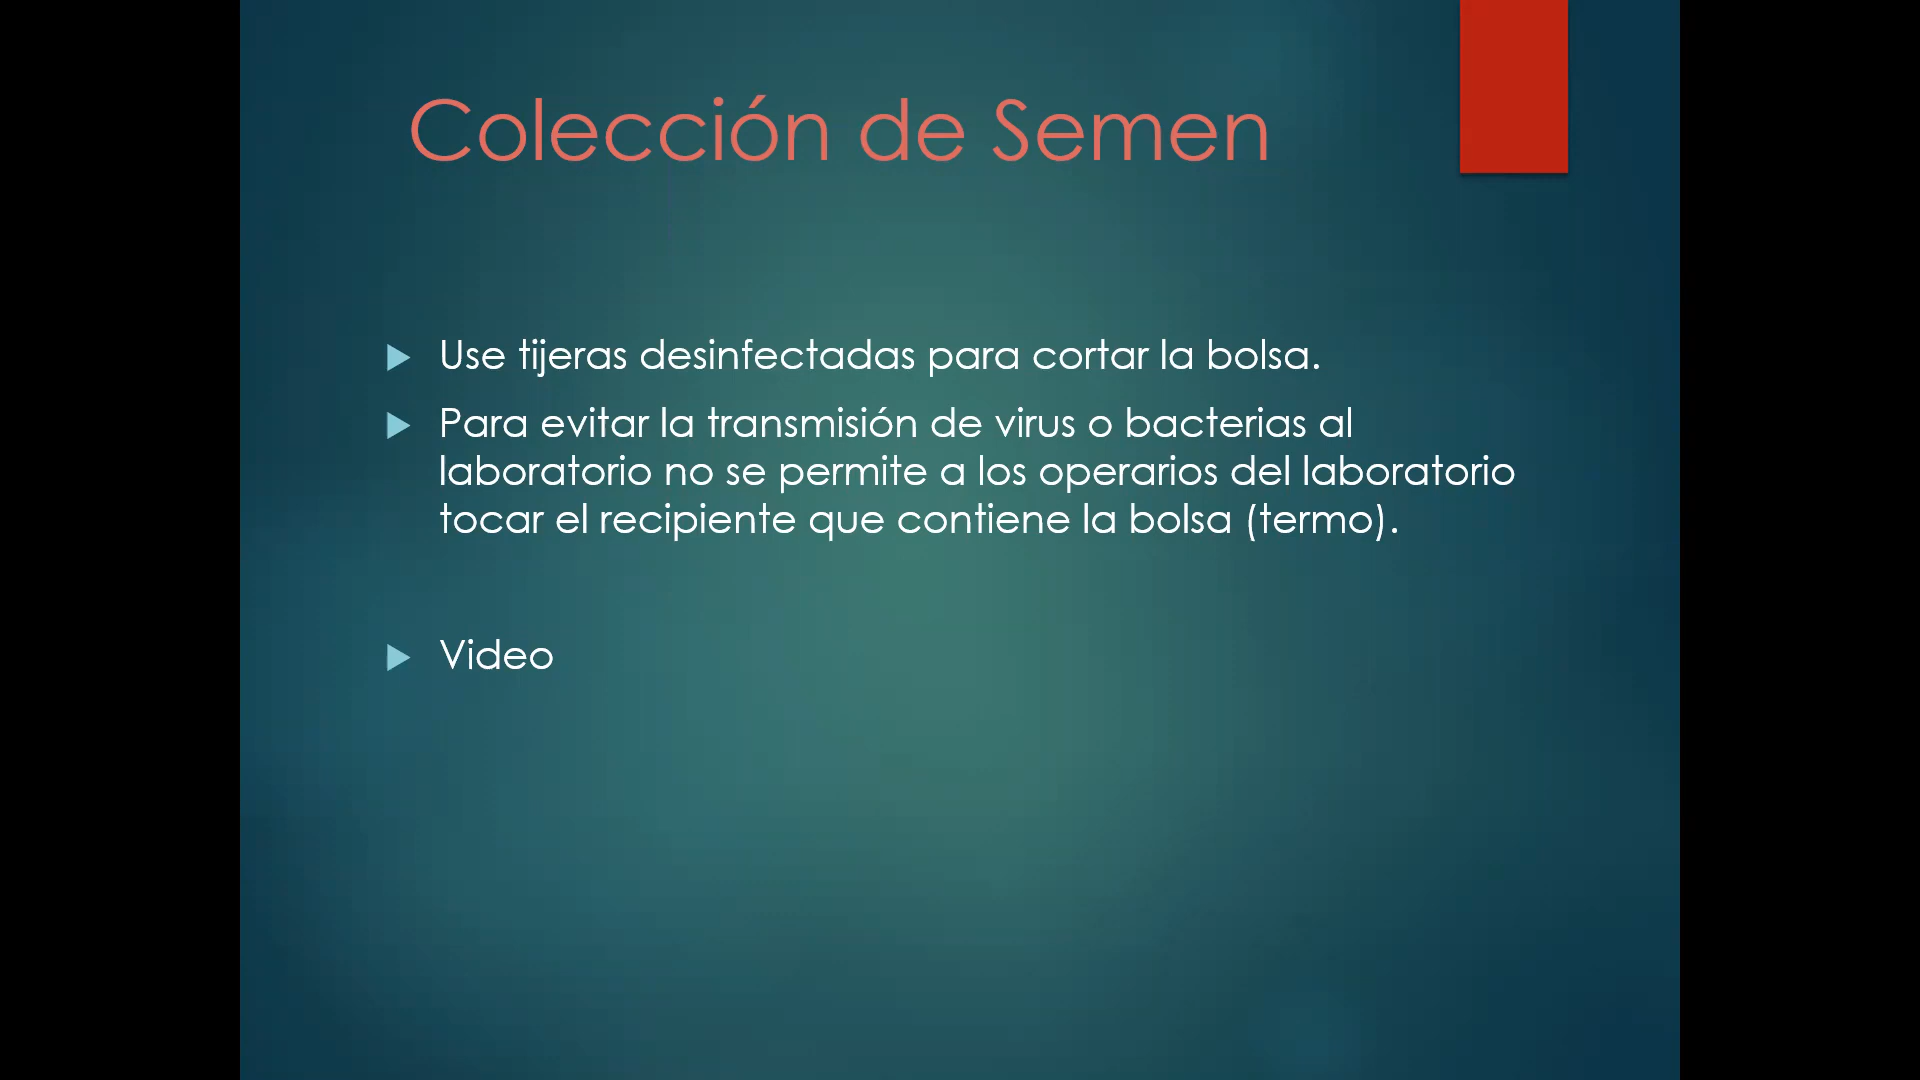 Colección de Semen
Use tijeras desinfectadas para cortar la bolsa.
Para evitar la transmisión de virus o bacterias al
laboratorio no se permite a los operarios del laboratorio
tocar el recipiente que contiene la bolsa (termo).
Video